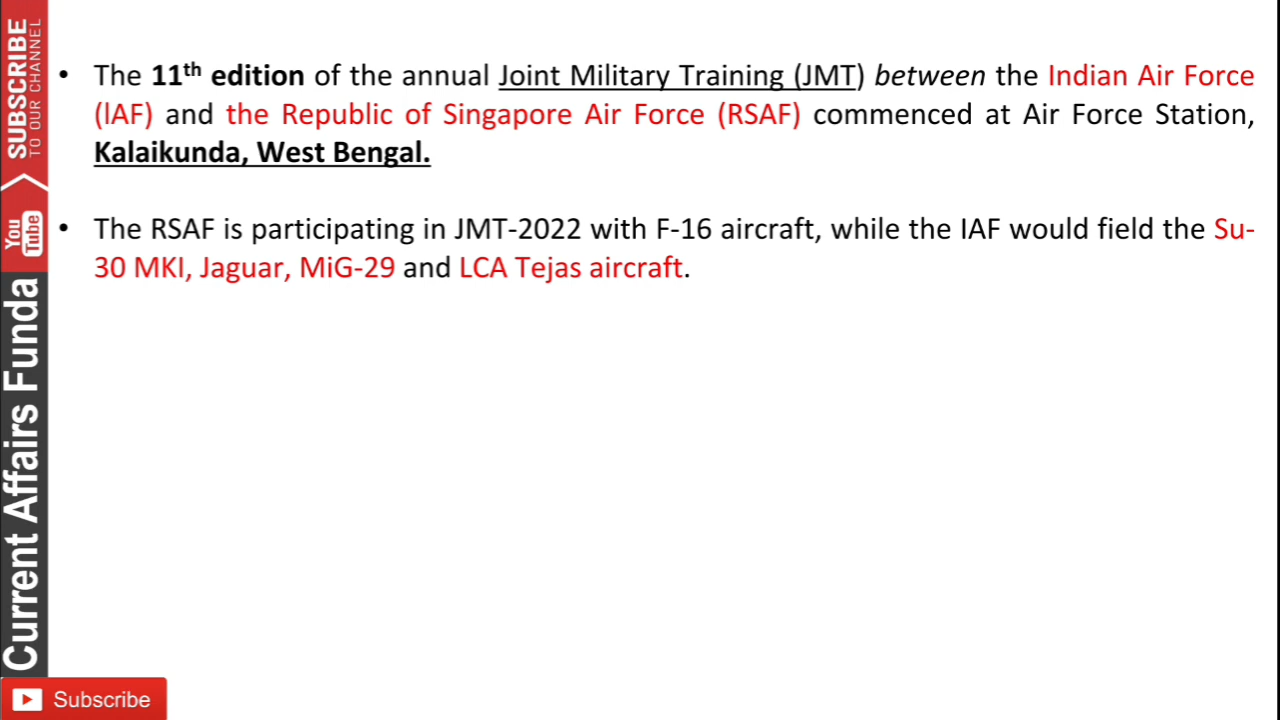 SUBSCRIBE
TO OUR CHANNEL
You
Tube
Current Affairs Funda
• The 11th edition of the annual Joint Military Training (JMT) between the Indian Air Force
(IAF) and the Republic of Singapore Air Force (RSAF) commenced at Air Force Station,
Kalaikunda, West Bengal.
• The RSAF is participating in JMT-2022 with F-16 aircraft, while the IAF would field the Su-
30 MKI, Jaguar, MiG-29 and LCA Tejas aircraft.
Subscribe